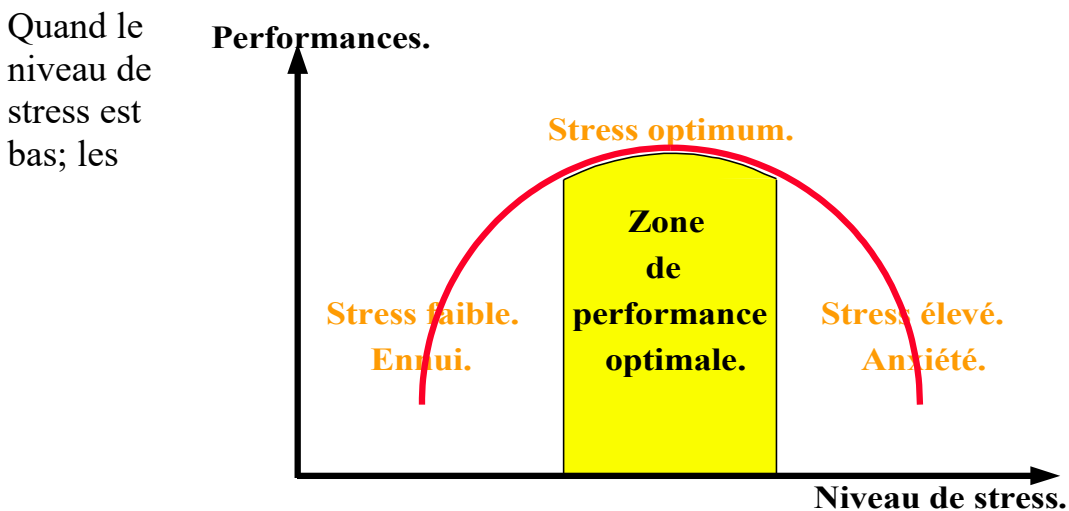 Quand le
niveau de
stress est
bas; les
Performances.
Stress optimum.
Zone
de
performance
optimale.
Stress faible.
Ennui.
Stress élevé.
Anxiété.
Niveau de stress.